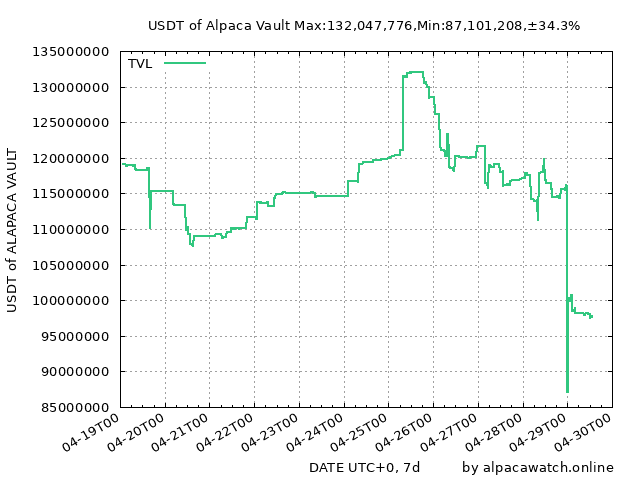 USDT of Alpaca Vault Max:132,047,776,Min:87,101,208,±34.3%
TVL
135000000
130000000
125000000
120000000
115000000
110000000
105000000
100000000
95000000
90000000
85000000
USDT of ALAPACA VAULT
04-19T00
04-20T00
04-21T00
04-22T00
04-23T00
04-24T00
04-25T00
04-26T00
04-27T00
04-28T00
04-29T00
04-30T00
DATE UTC+0, 7d
by alpacawatch.online